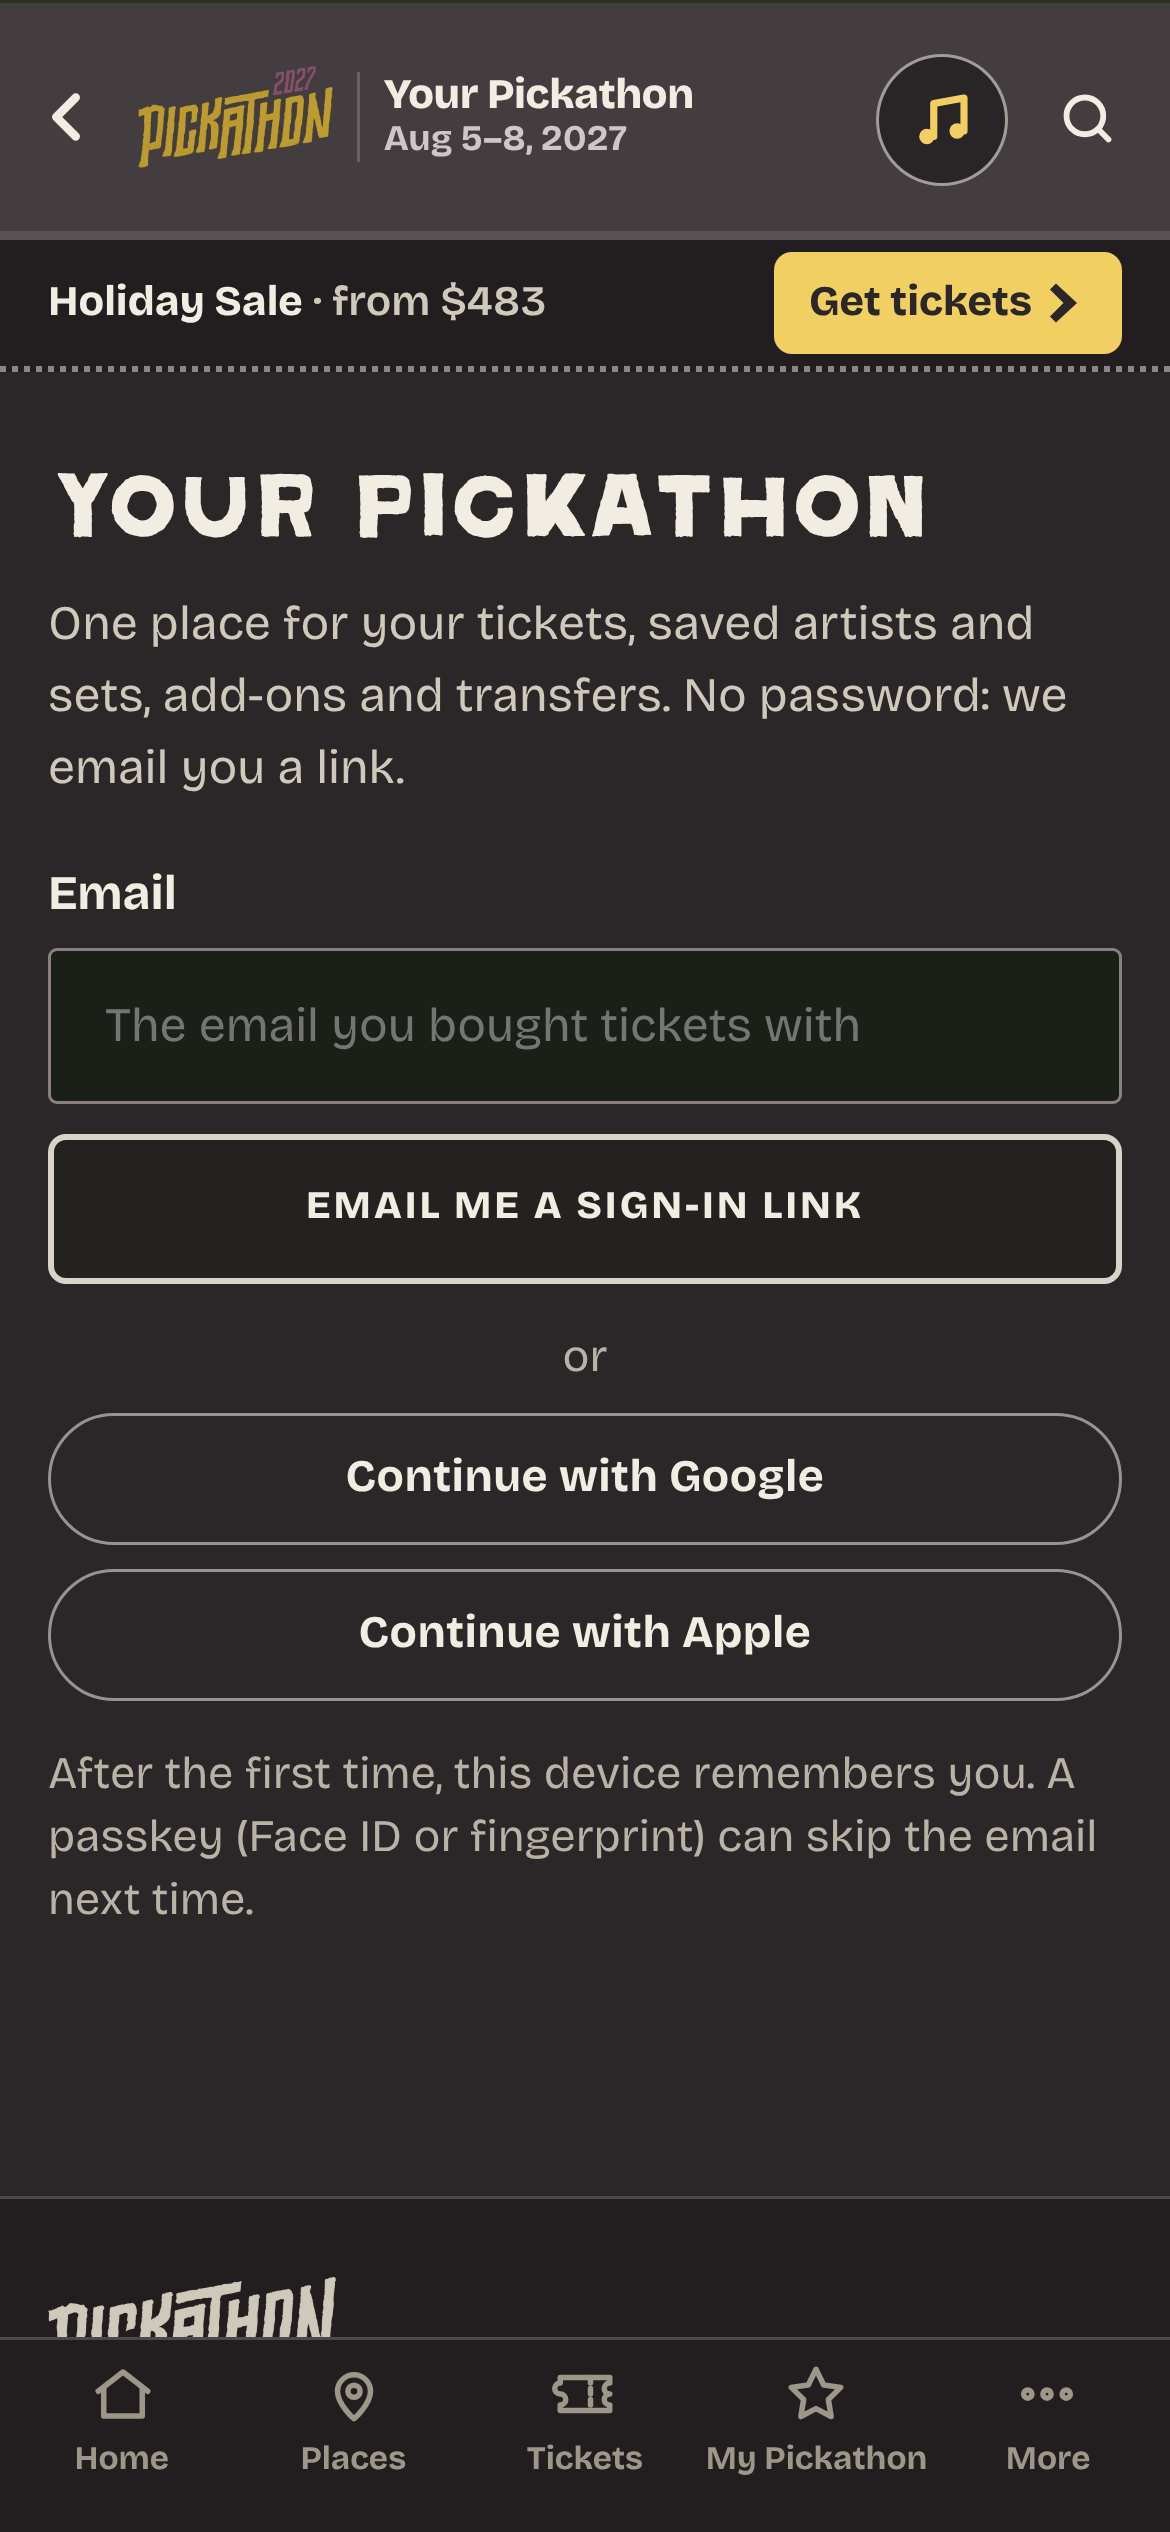 2027
PICKATHON
Your Pickathon
Aug 5–8, 2027
Holiday Sale · from $483
Get tickets
YOUR PICKATHON
One place for your tickets, saved artists and
sets, add-ons and transfers. No password: we
email you a link.
Email
The email you bought tickets with
EMAIL ME A SIGN-IN LINK
or
Continue with Google
Continue with Apple
After the first time, this device remembers you. A
passkey (Face ID or fingerprint) can skip the email
next time.
PICKATHON
Home
Places
Tickets
My Pickathon
More